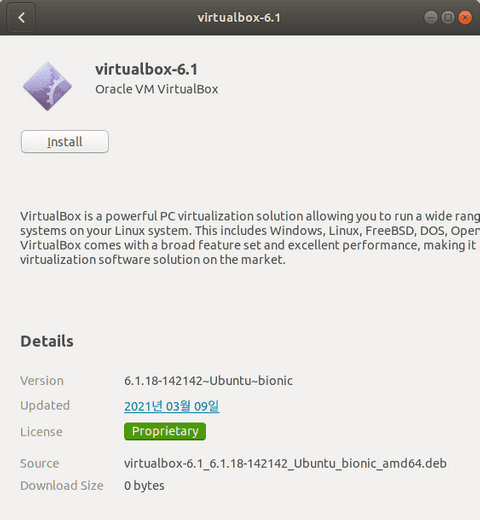 virtualbox-6.1
virtualbox-6.1
Oracle VM VirtualBox
Install
VirtualBox is a powerful PC virtualization solution allowing you to run a wide rang
systems on your Linux system. This includes Windows, Linux, FreeBSD, DOS, Open
VirtualBox comes with a broad feature set and excellent performance, making it
virtualization software solution on the market.
Details
Version 6.1.18-142142~Ubuntu~bionic
Updated 2021년 03월 09일
License Proprietary
Source virtualbox-6.1_6.1.18-142142_Ubuntu_bionic_amd64.deb
Download Size 0 bytes